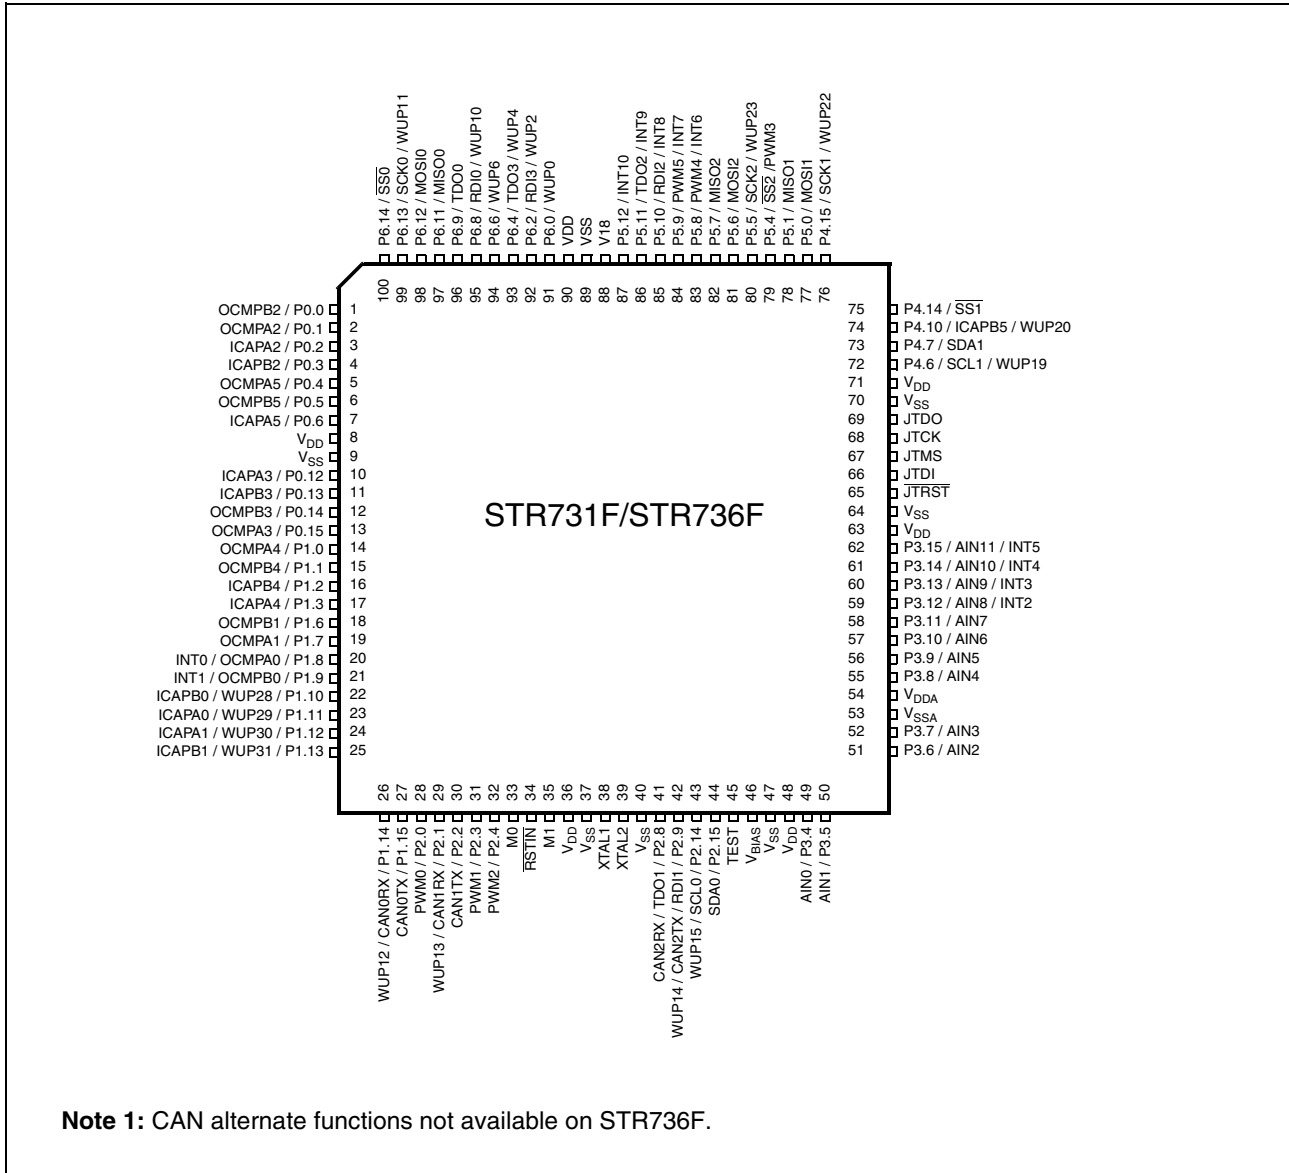 P6.14 / SS0
P6.13 / SCK0 / WUP11
P6.12 / MOSI0
P6.11 / MISO0
P6.9 / TDO0
P6.8 / RDI0 / WUP10
P6.6 / WUP6
P6.4 / TDO3 / WUP4
P6.2 / RDI3 / WUP2
P6.0 / WUP0
VDD
VSS
V18
P5.12 / INT10
P5.11 / TDO2 / INT9
P5.10 / RDI2 / INT8
P5.9 / PWM5 / INT7
P5.8 / PWM4 / INT6
P5.7 / MISO2
P5.6 / MOSI2
P5.5 / SCK2 / WUP23
P5.4 / SS2 /PWM3
P5.1 / MISO1
P5.0 / MOSI1
P4.15 / SCK1 / WUP22
100 99 98 97 96 95 94 93 92 91 90 89 88 87 86 85 84 83 82 81 80 79 78 77 76
OCMPB2 / P0.0 1
OCMPA2 / P0.1 2
ICAPA2 / P0.2 3
ICAPB2 / P0.3 4
OCMPA5 / P0.4 5
OCMPB5 / P0.5 6
ICAPA5 / P0.6 7
VDD 8
VSS 9
ICAPA3 / P0.12 10
ICAPB3 / P0.13 11
OCMPB3 / P0.14 12
OCMPA3 / P0.15 13
OCMPA4 / P1.0 14
OCMPB4 / P1.1 15
ICAPB4 / P1.2 16
ICAPA4 / P1.3 17
OCMPB1 / P1.6 18
OCMPA1 / P1.7 19
INT0 / OCMPA0 / P1.8 20
INT1 / OCMPB0 / P1.9 21
ICAPB0 / WUP28 / P1.10 22
ICAPA0 / WUP29 / P1.11 23
ICAPA1 / WUP30 / P1.12 24
ICAPB1 / WUP31 / P1.13 25
STR731F/STR736F
75 P4.14 / SS1
74 P4.10 / ICAPB5 / WUP20
73 P4.7 / SDA1
72 P4.6 / SCL1 / WUP19
71 VDD
70 VSS
69 JTDO
68 JTCK
67 JTMS
66 JTDI
65 JTRST
64 VSS
63 VDD
62 P3.15 / AIN11 / INT5
61 P3.14 / AIN10 / INT4
60 P3.13 / AIN9 / INT3
59 P3.12 / AIN8 / INT2
58 P3.11 / AIN7
57 P3.10 / AIN6
56 P3.9 / AIN5
55 P3.8 / AIN4
54 VDDA
53 VSSA
52 P3.7 / AIN3
51 P3.6 / AIN2
26 27 28 29 30 31 32 33 34 35 36 37 38 39 40 41 42 43 44 45 46 47 48 49 50
WUP12 / CAN0RX / P1.14
CAN0TX / P1.15
PWM0 / P2.0
WUP13 / CAN1RX / P2.1
CAN1TX / P2.2
PWM1 / P2.3
PWM2 / P2.4
M0
RSTIN
M1
VDD
VSS
XTAL1
XTAL2
VSS
CAN2RX / TDO1 / P2.8
WUP14 / CAN2TX / RDI1 / P2.9
WUP15 / SCL0 / P2.14
SDA0 / P2.15
TEST
VBIAS
VSS
VDD
AIN0 / P3.4
AIN1 / P3.5
Note 1: CAN alternate functions not available on STR736F.